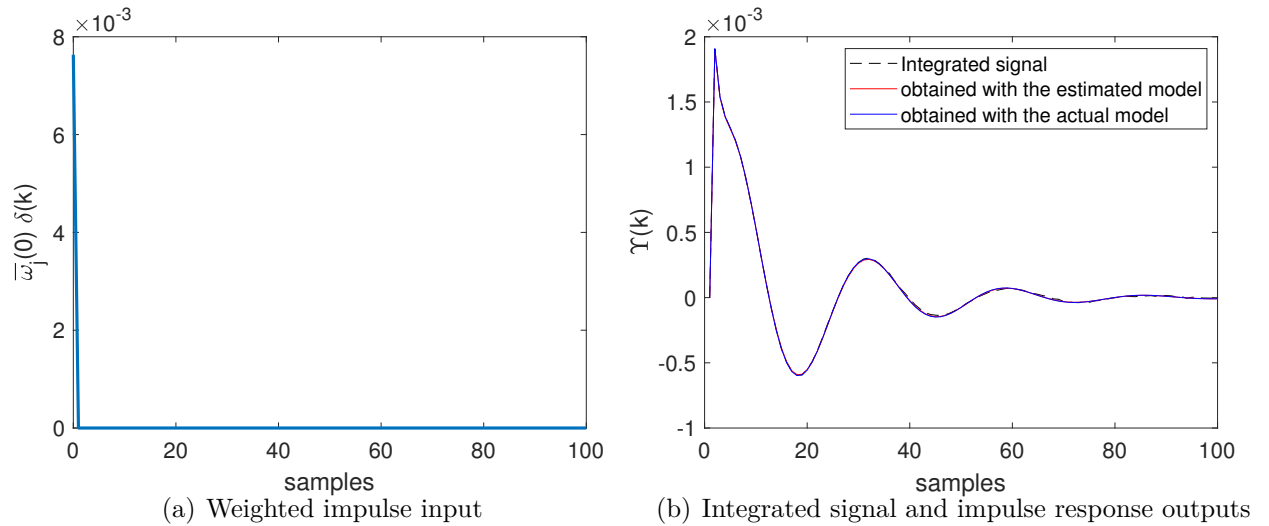 ×10⁻³
8
6
4
2
0
ω̅ⱼ(0) δ(k)
0 20 40 60 80 100
samples
(a) Weighted impulse input
×10⁻³
2
1.5
1
0.5
0
-0.5
-1
ϒ(k)
Integrated signal
obtained with the estimated model
obtained with the actual model
0 20 40 60 80 100
samples
(b) Integrated signal and impulse response outputs